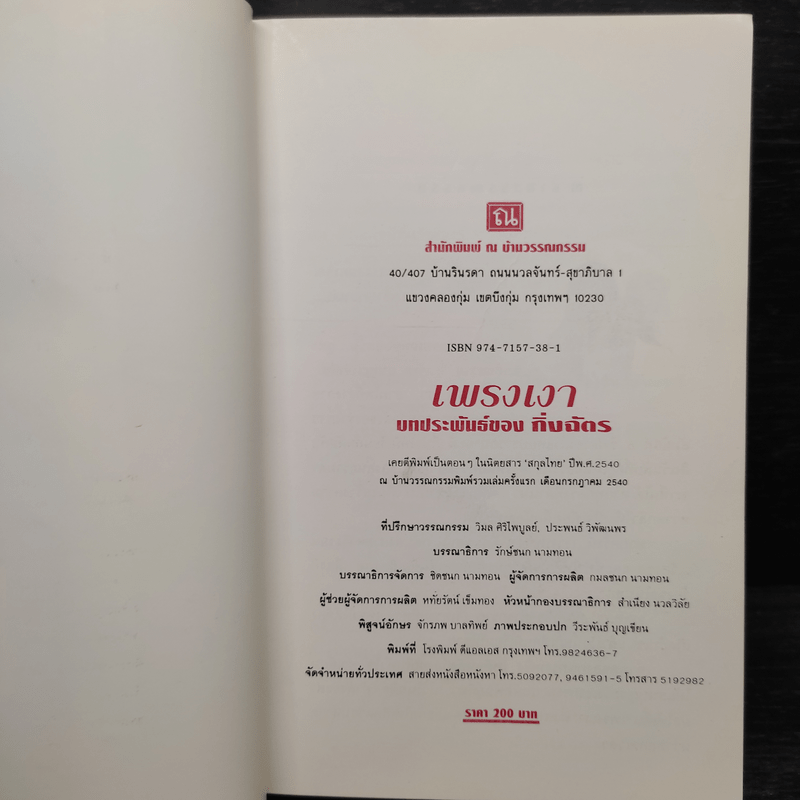 ณ
สำนักพิมพ์ ณ บ้านวรรณกรรม
40/407 บ้านรินรดา ถนนนวลจันทร์-สุขาภิบาล 1
แขวงคลองกุ่ม เขตบึงกุ่ม กรุงเทพฯ 10230
ISBN 974-7157-38-1
เพรงเงา
บทประพันธ์ของ กิ่งฉัตร
เคยตีพิมพ์เป็นตอนๆ ในนิตยสาร ‘สกุลไทย’ ปีพ.ศ.2540
ณ บ้านวรรณกรรมพิมพ์รวมเล่มครั้งแรก เดือนกรกฎาคม 2540
ที่ปรึกษาวรรณกรรม วิมล ศิริไพบูลย์, ประพนธ์ วิพัฒนพร
บรรณาธิการ รักษ์ชนก นามทอน
บรรณาธิการจัดการ ชิดชนก นามทอน ผู้จัดการการผลิต กมลชนก นามทอน
ผู้ช่วยผู้จัดการการผลิต หทัยรัตน์ เข็มทอง หัวหน้ากองบรรณาธิการ สำเนียง นวลวิลัย
พิสูจน์อักษร จักรภพ บาลทิพย์ ภาพประกอบปก วีระพันธ์ บุญเขียน
พิมพ์ที่ โรงพิมพ์ ดีแอลเอส กรุงเทพฯ โทร.9824636-7
จัดจำหน่ายทั่วประเทศ สายส่งหนังสือหนังหา โทร.5092077, 9461591-5 โทรสาร 5192982
ราคา 200 บาท